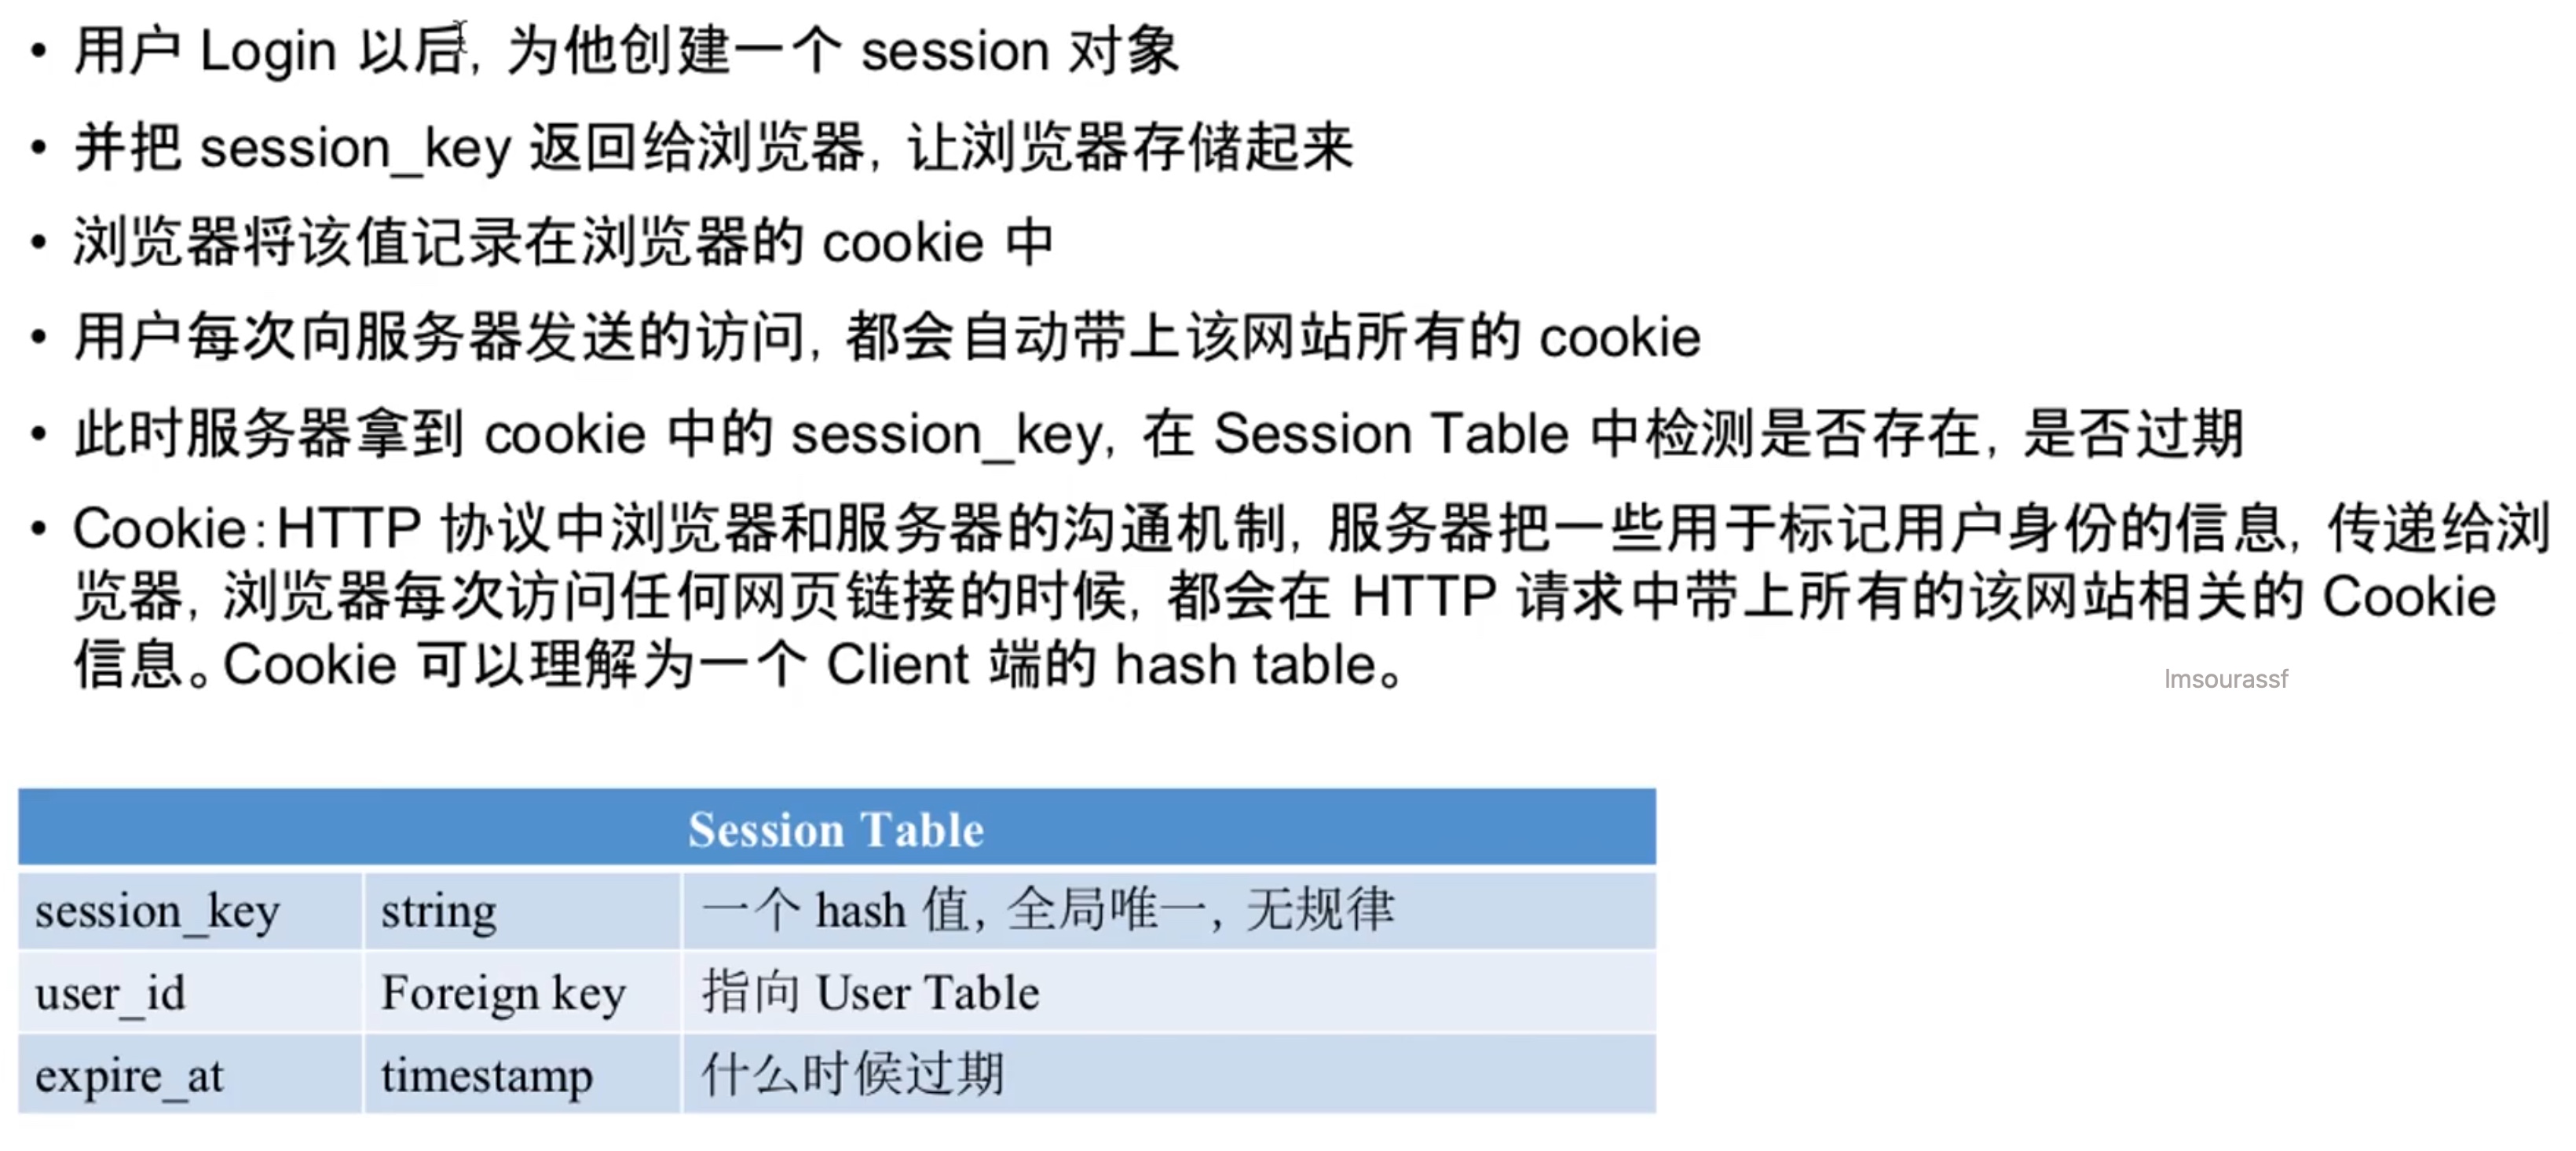 • 用户 Login 以后, 为他创建一个 session 对象
• 并把 session_key 返回给浏览器, 让浏览器存储起来
• 浏览器将该值记录在浏览器的 cookie 中
• 用户每次向服务器发送的访问, 都会自动带上该网站所有的 cookie
• 此时服务器拿到 cookie 中的 session_key, 在 Session Table 中检测是否存在, 是否过期
• Cookie:HTTP 协议中浏览器和服务器的沟通机制, 服务器把一些用于标记用户身份的信息, 传递给浏
览器, 浏览器每次访问任何网页链接的时候, 都会在 HTTP 请求中带上所有的该网站相关的 Cookie
信息。Cookie 可以理解为一个 Client 端的 hash table。
lmsourassf
Session Table
session_key string 一个 hash 值, 全局唯一, 无规律
user_id Foreign key 指向 User Table
expire_at timestamp 什么时候过期